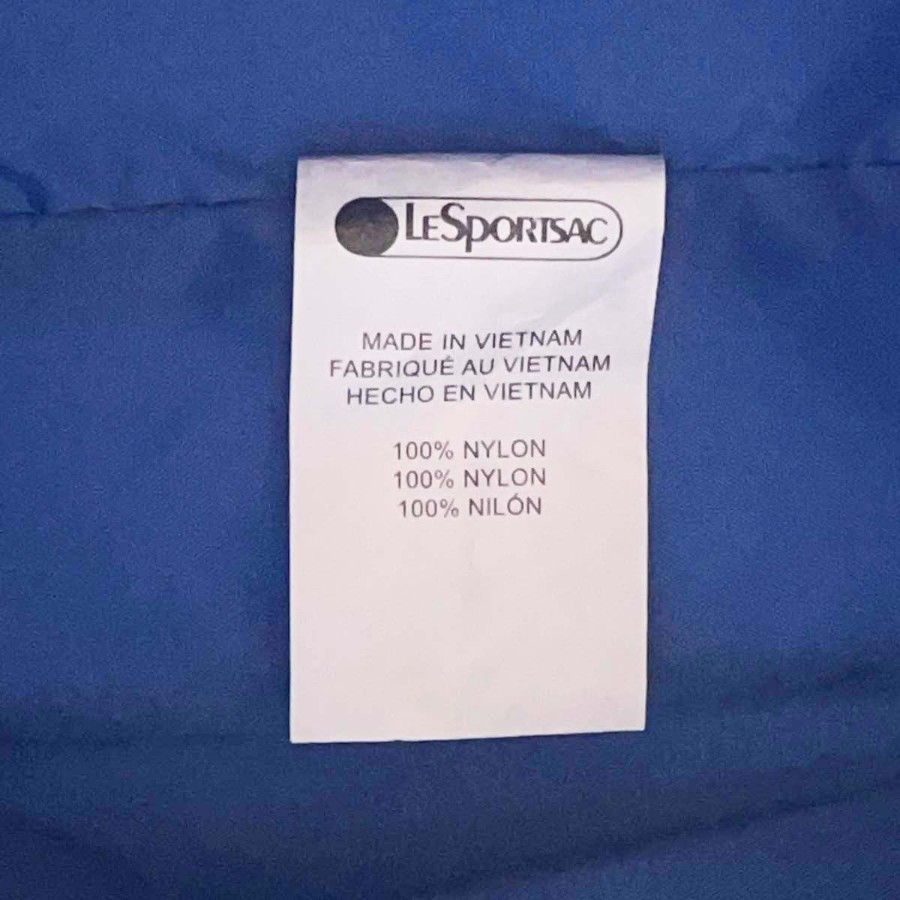 LESPORTSAC
MADE IN VIETNAM
FABRIQUÉ AU VIETNAM
HECHO EN VIETNAM
100% NYLON
100% NYLON
100% NILÓN